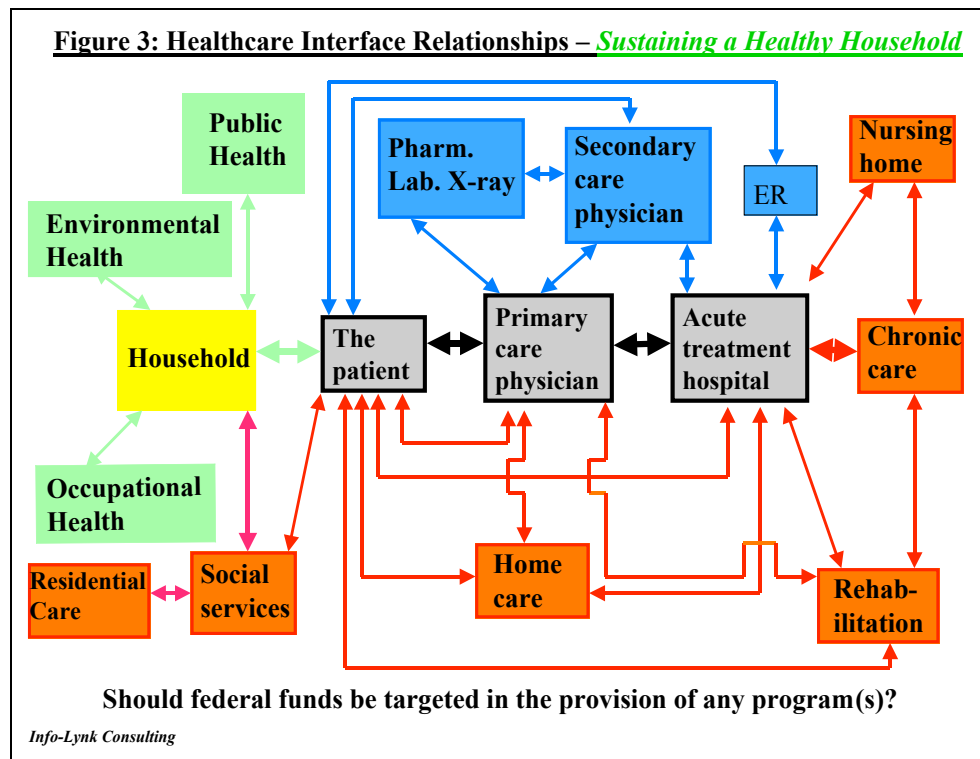 Figure 3: Healthcare Interface Relationships – Sustaining a Healthy Household
Public
Health
Pharm.
Lab. X-ray
Secondary
care
physician
Nursing
home
ER
Environmental
Health
Household
The
patient
Primary
care
physician
Acute
treatment
hospital
Chronic
care
Occupational
Health
Residential
Care
Social
services
Home
care
Rehab-
ilitation
Should federal funds be targeted in the provision of any program(s)?
Info-Lynk Consulting